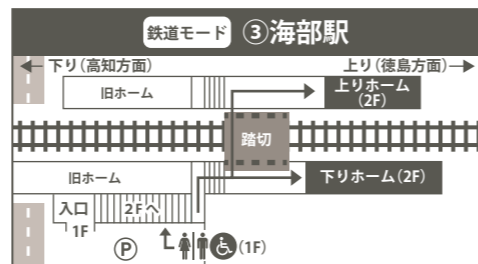 鉄道モード ③海部駅
下り(高知方面)
上り(徳島方面)
旧ホーム
上りホーム
(2F)
踏切
旧ホーム
下りホーム(2F)
入口
1F
2Fへ
P
(1F)